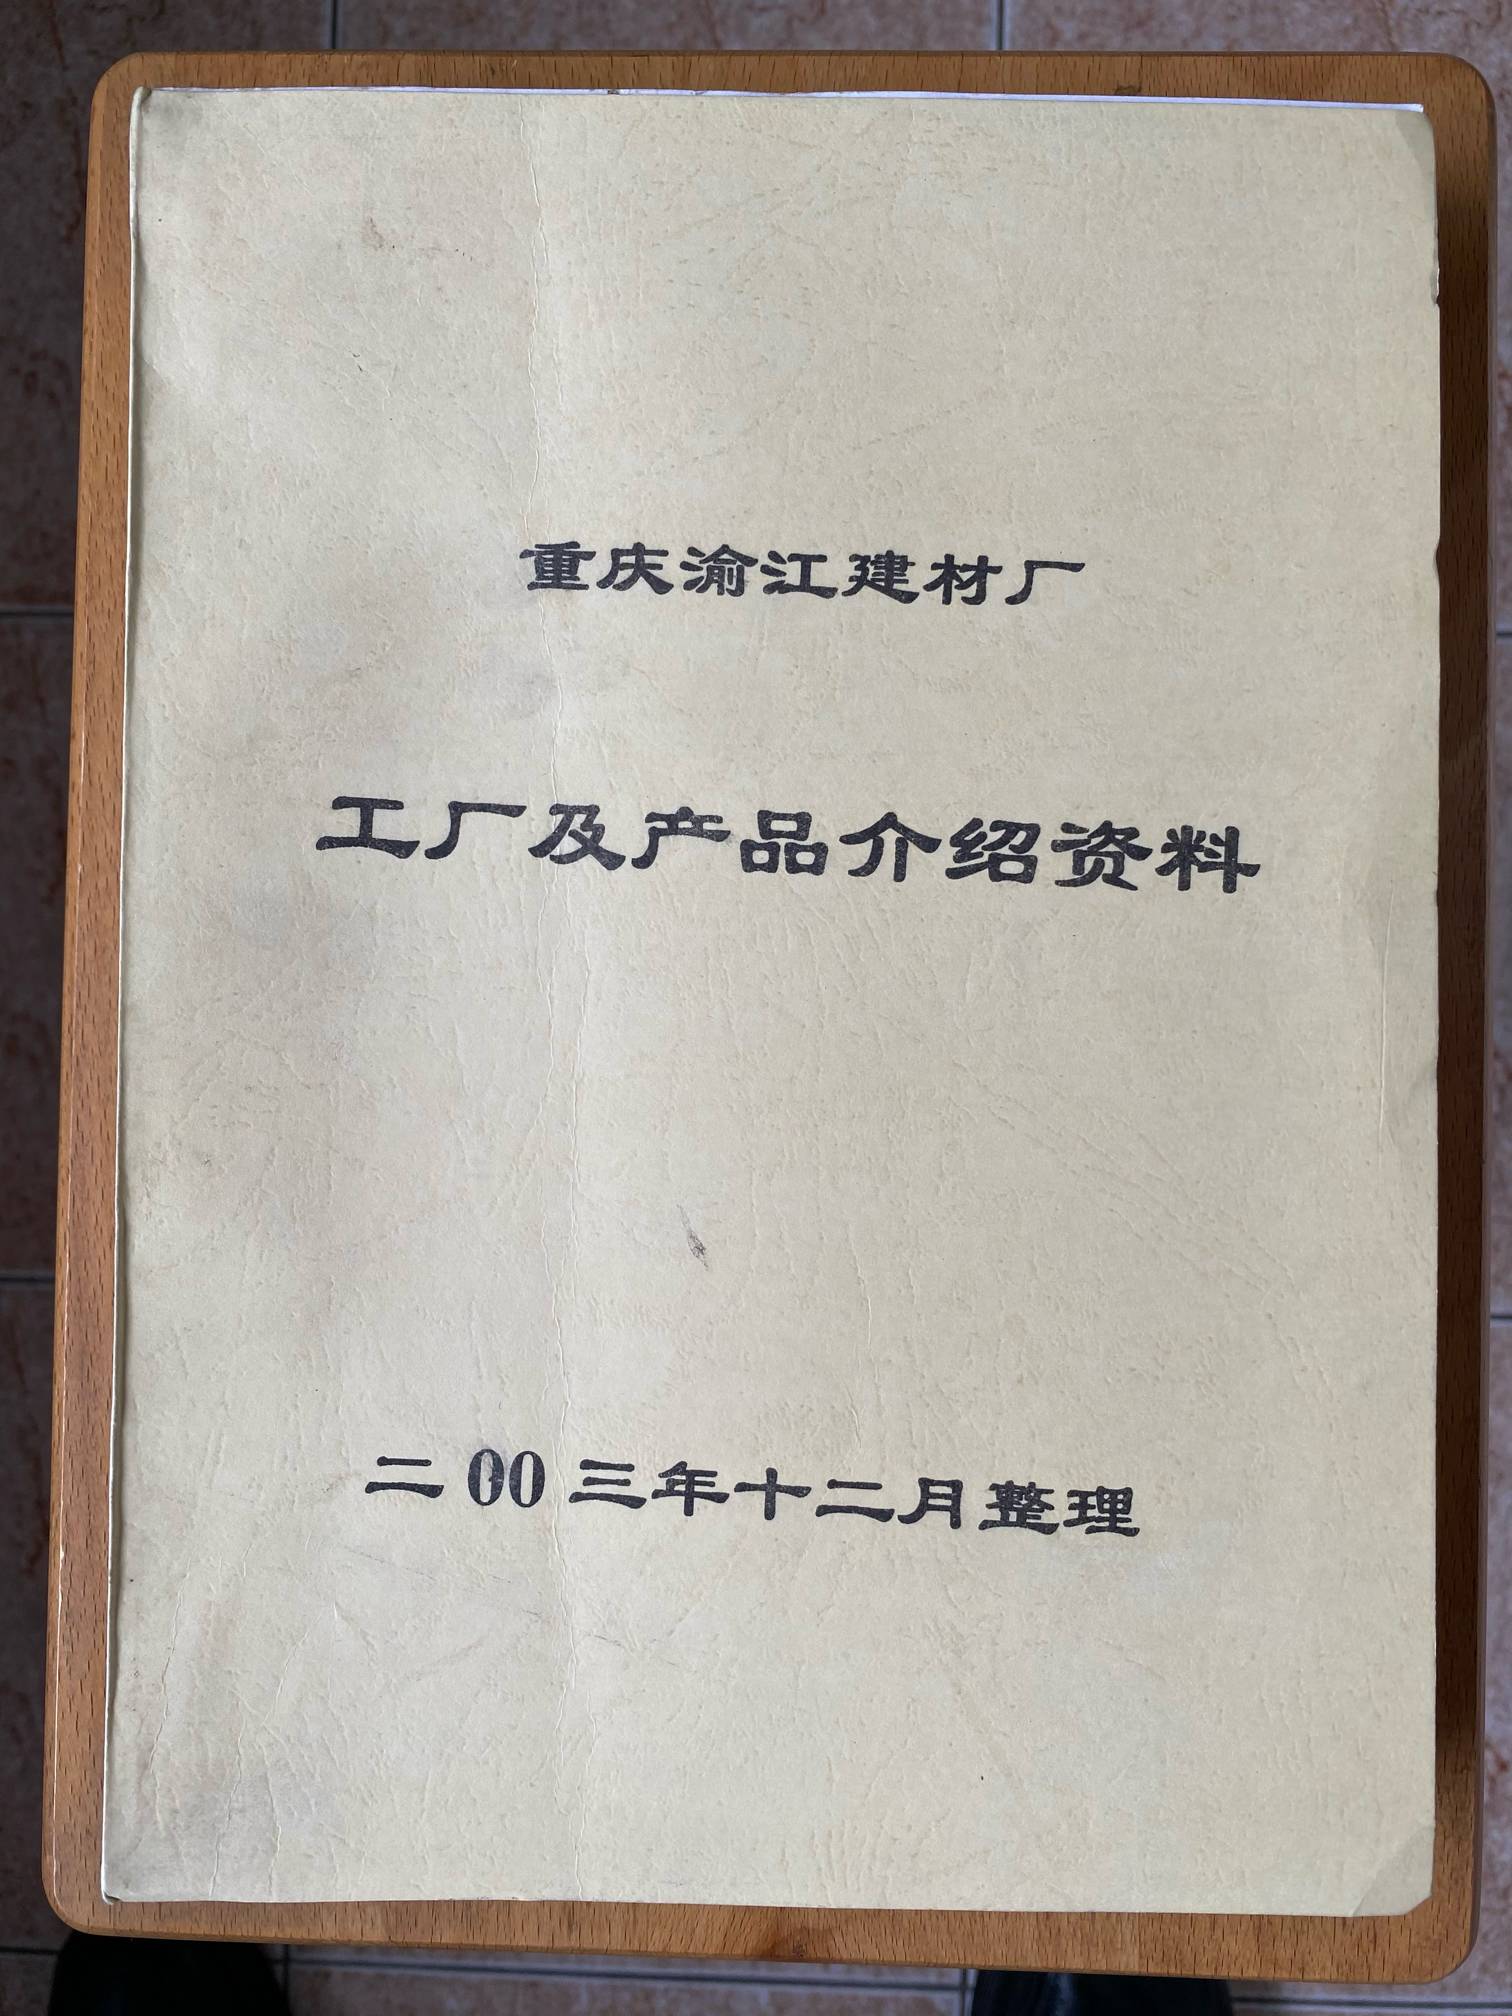 重庆渝江建材厂
工厂及产品介绍资料
二00三年十二月整理